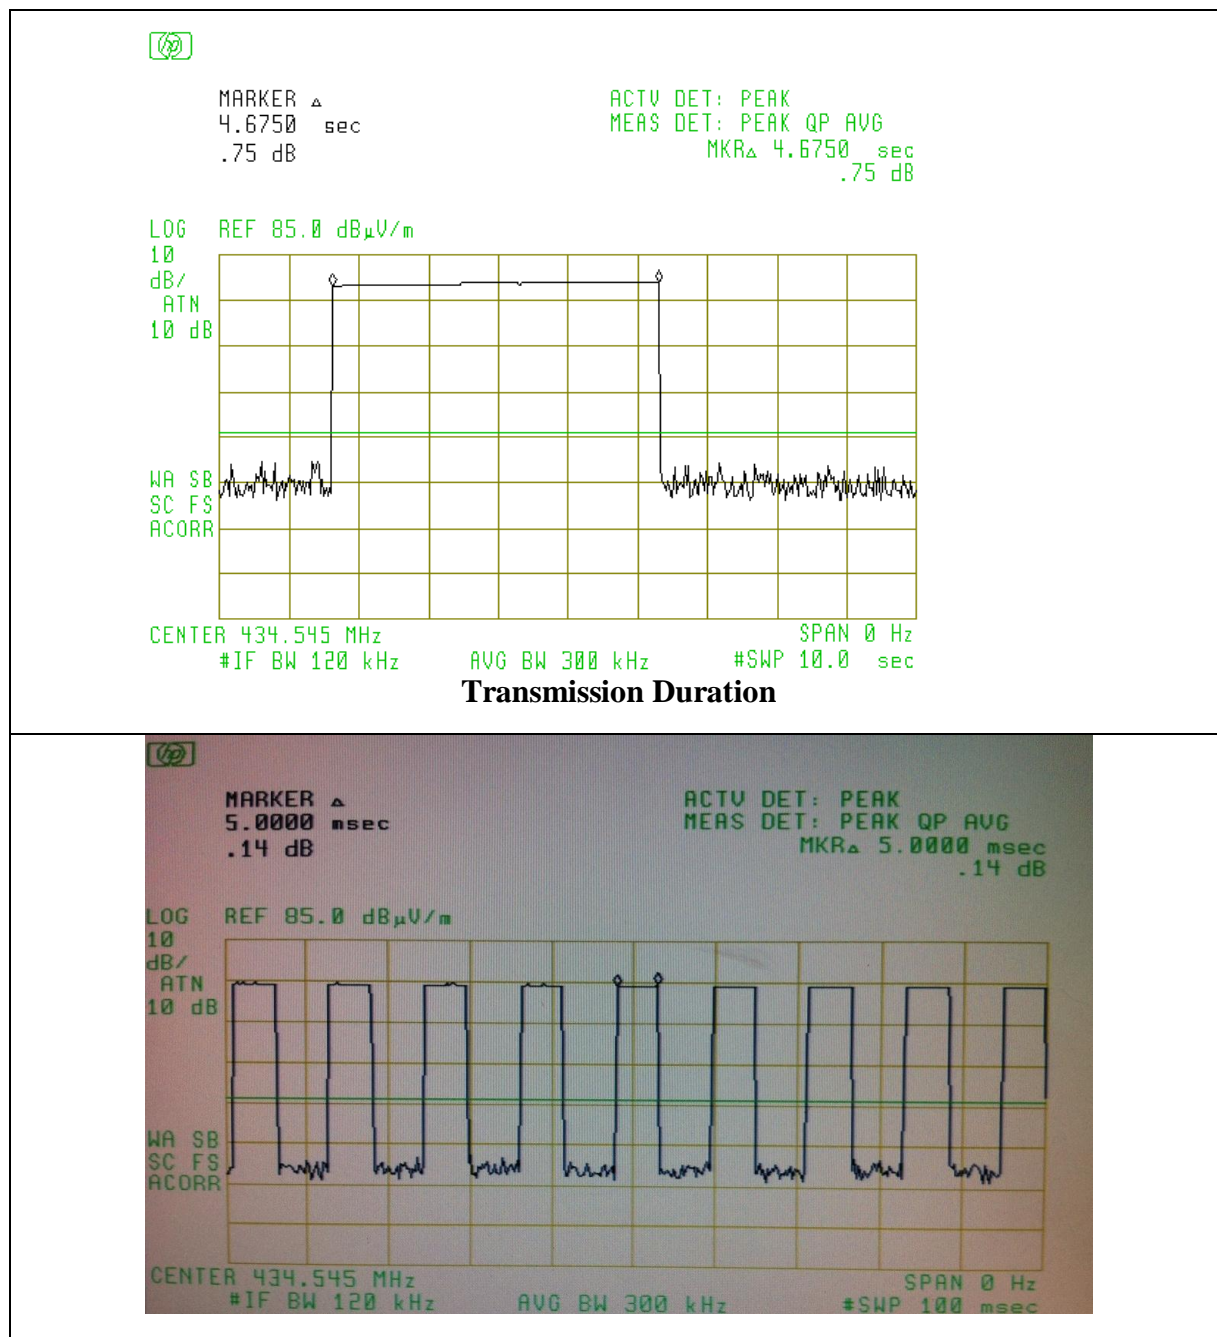 hp
MARKER Δ
4.6750 sec
.75 dB
ACTV DET: PEAK
MEAS DET: PEAK QP AVG
MKRΔ 4.6750 sec
.75 dB
LOG REF 85.0 dBµV/m
10
dB/
ATN
10 dB
WA SB
SC FS
ACORR
CENTER 434.545 MHz SPAN 0 Hz
#IF BW 120 kHz AVG BW 300 kHz #SWP 10.0 sec
Transmission Duration
hp
MARKER Δ
5.0000 msec
.14 dB
ACTV DET: PEAK
MEAS DET: PEAK QP AVG
MKRΔ 5.0000 msec
.14 dB
LOG REF 85.0 dBµV/m
10
dB/
ATN
10 dB
WA SB
SC FS
ACORR
CENTER 434.545 MHz SPAN 0 Hz
#IF BW 120 kHz AVG BW 300 kHz #SWP 100 msec